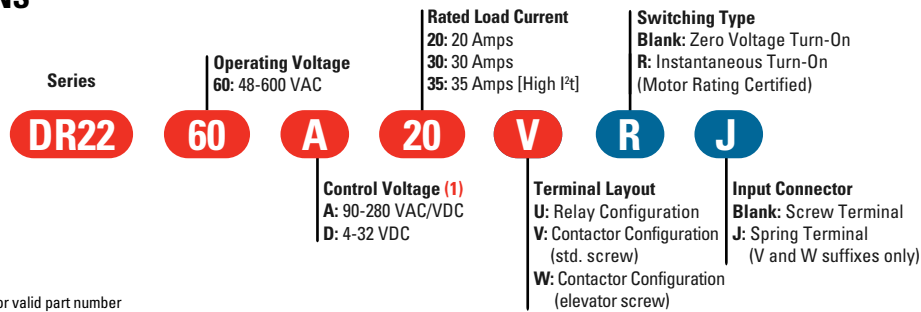 Series
Operating Voltage
60: 48-600 VAC
Rated Load Current
20: 20 Amps
30: 30 Amps
35: 35 Amps [High I²t]
Switching Type
Blank: Zero Voltage Turn-On
R: Instantaneous Turn-On
(Motor Rating Certified)
DR22 60 A 20 V R J
Control Voltage (1)
A: 90-280 VAC/VDC
D: 4-32 VDC
Terminal Layout
U: Relay Configuration
V: Contactor Configuration
(std. screw)
W: Contactor Configuration
(elevator screw)
Input Connector
Blank: Screw Terminal
J: Spring Terminal
(V and W suffixes only)
or valid part number